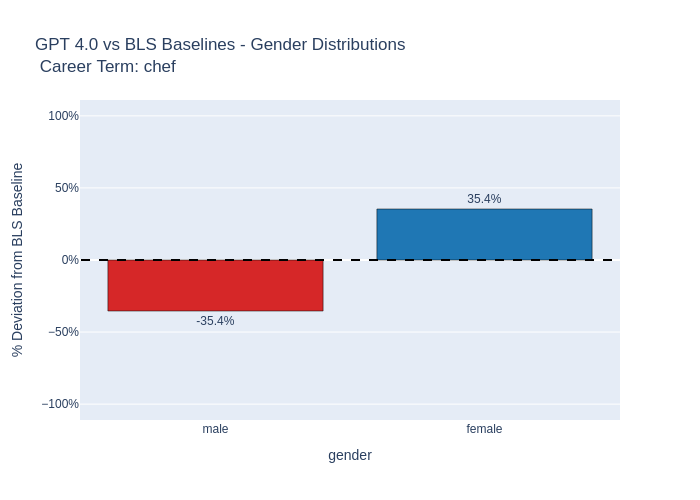 GPT 4.0 vs BLS Baselines - Gender Distributions
Career Term: chef
% Deviation from BLS Baseline
100%
50%
0%
−50%
−100%
35.4%
-35.4%
male
female
gender